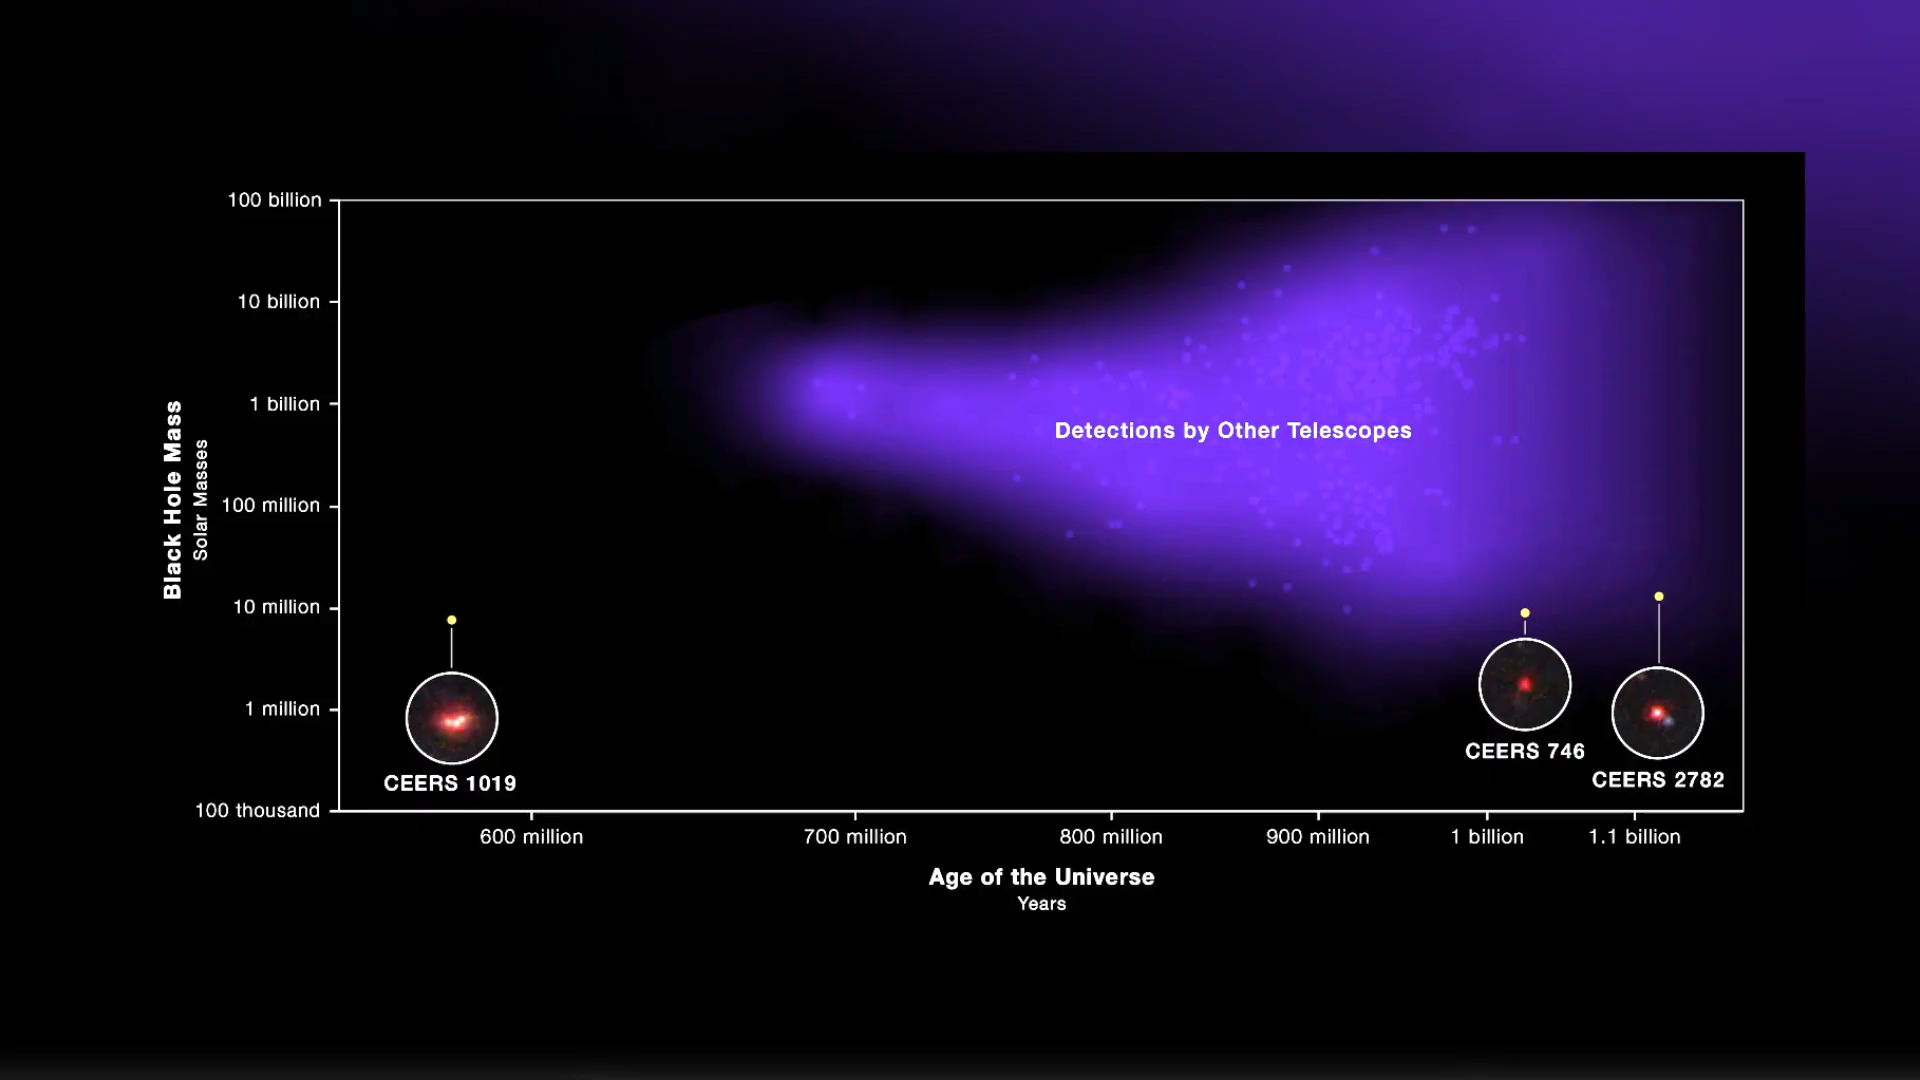 100 billion
10 billion
1 billion
100 million
10 million
1 million
100 thousand
Black Hole Mass
Solar Masses
Detections by Other Telescopes
CEERS 1019
CEERS 746
CEERS 2782
600 million
700 million
800 million
900 million
1 billion
1.1 billion
Age of the Universe
Years